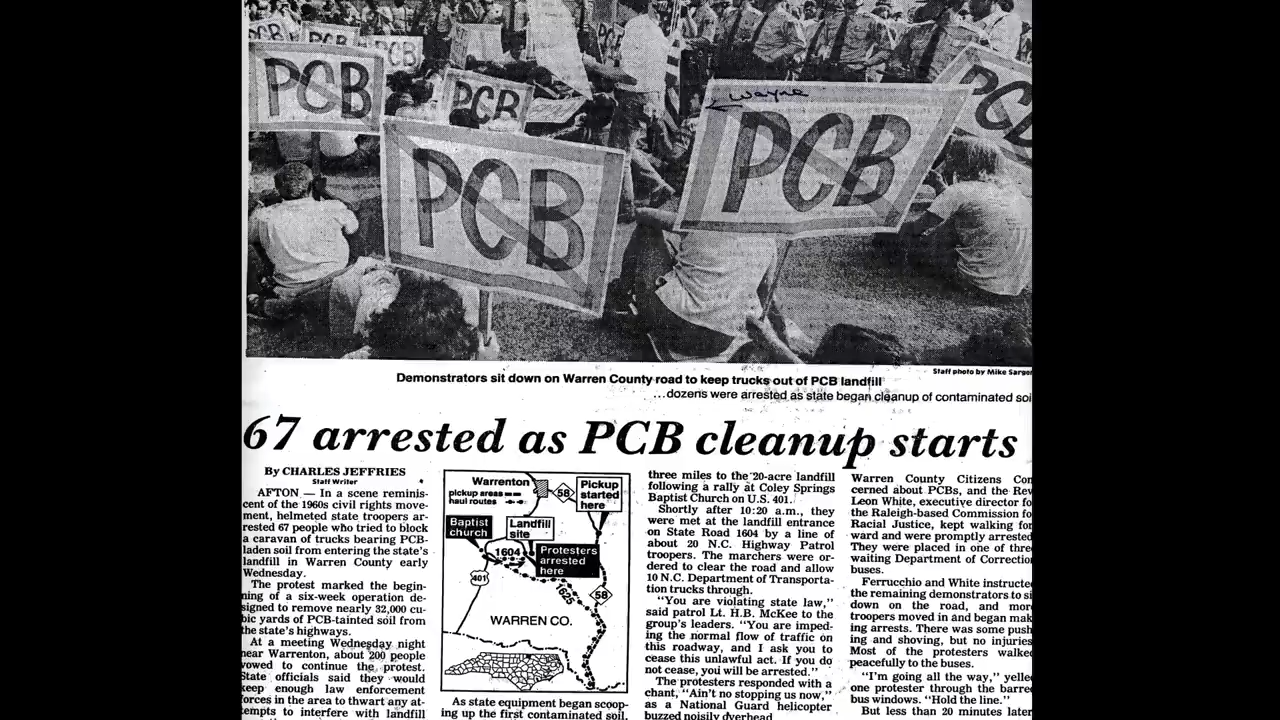 PCB
PCB
PCB
PCB
PCB
PCB
PCB
Wayne
PCB
PCB
Staff photo by Mike Sargen
Demonstrators sit down on Warren County road to keep trucks out of PCB landfill
...dozens were arrested as state began cleanup of contaminated soi
67 arrested as PCB cleanup starts
By CHARLES JEFFRIES
Staff Writer
AFTON — In a scene reminis-
cent of the 1960s civil rights move-
ment, helmeted state troopers ar-
rested 67 people who tried to block
a caravan of trucks bearing PCB-
laden soil from entering the state's
landfill in Warren County early
Wednesday.
The protest marked the begin-
ning of a six-week operation de-
signed to remove nearly 32,000 cu-
bic yards of PCB-tainted soil from
the state's highways.
At a meeting Wednesday night
near Warrenton, about 200 people
vowed to continue the protest.
State officials said they would
keep enough law enforcement
forces in the area to thwart any at-
tempts to interfere with landfill
Warrenton
pickup areas
haul routes
58
Pickup
started
here
Baptist
church
Landfill
site
1604
Protesters
arrested
here
401
1625
58
WARREN CO.
As state equipment began scoop-
ing up the first contaminated soil,
three miles to the 20-acre landfill
following a rally at Coley Springs
Baptist Church on U.S. 401.
Shortly after 10:20 a.m., they
were met at the landfill entrance
on State Road 1604 by a line of
about 20 N.C. Highway Patrol
troopers. The marchers were or-
dered to clear the road and allow
10 N.C. Department of Transporta-
tion trucks through.
"You are violating state law,"
said patrol Lt. H.B. McKee to the
group's leaders. "You are imped-
ing the normal flow of traffic on
this roadway, and I ask you to
cease this unlawful act. If you do
not cease, you will be arrested."
The protesters responded with a
chant, "Ain't no stopping us now,"
as a National Guard helicopter
buzzed noisily overhead.
Warren County Citizens Con
cerned about PCBs, and the Rev
Leon White, executive director fo
the Raleigh-based Commission fo
Racial Justice, kept walking for
ward and were promptly arrested
They were placed in one of thre
waiting Department of Correctio
buses.
Ferrucchio and White instructe
the remaining demonstrators to si
down on the road, and mor
troopers moved in and began mak
ing arrests. There was some push
ing and shoving, but no injuries
Most of the protesters walke
peacefully to the buses.
"I'm going all the way," yelle
one protester through the barre
bus windows. "Hold the line."
But less than 20 minutes later